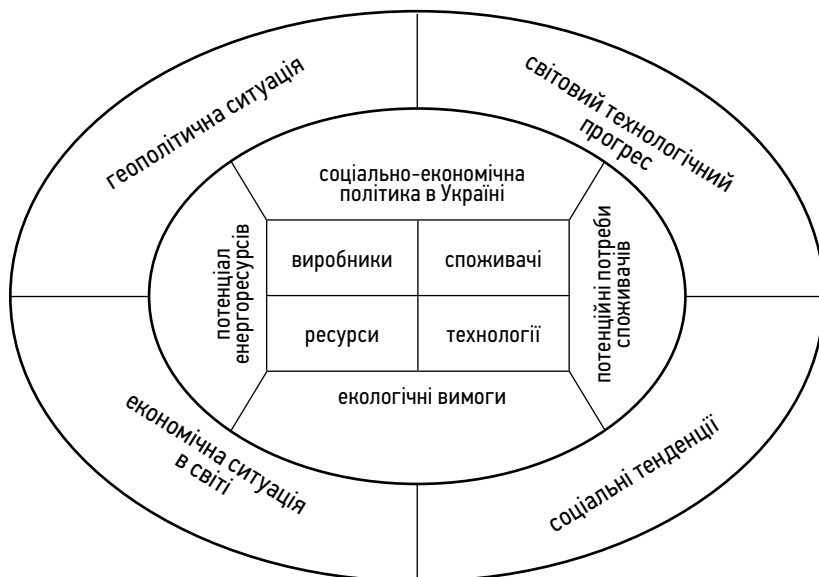 геополітична ситуація
світовий технологічний
прогрес
соціально-економічна
політика в Україні
потенціал
енергоресурсів
виробники
споживачі
потенційні потреби
споживачів
ресурси
технології
екологічні вимоги
економічна ситуація
в світі
соціальні тенденції